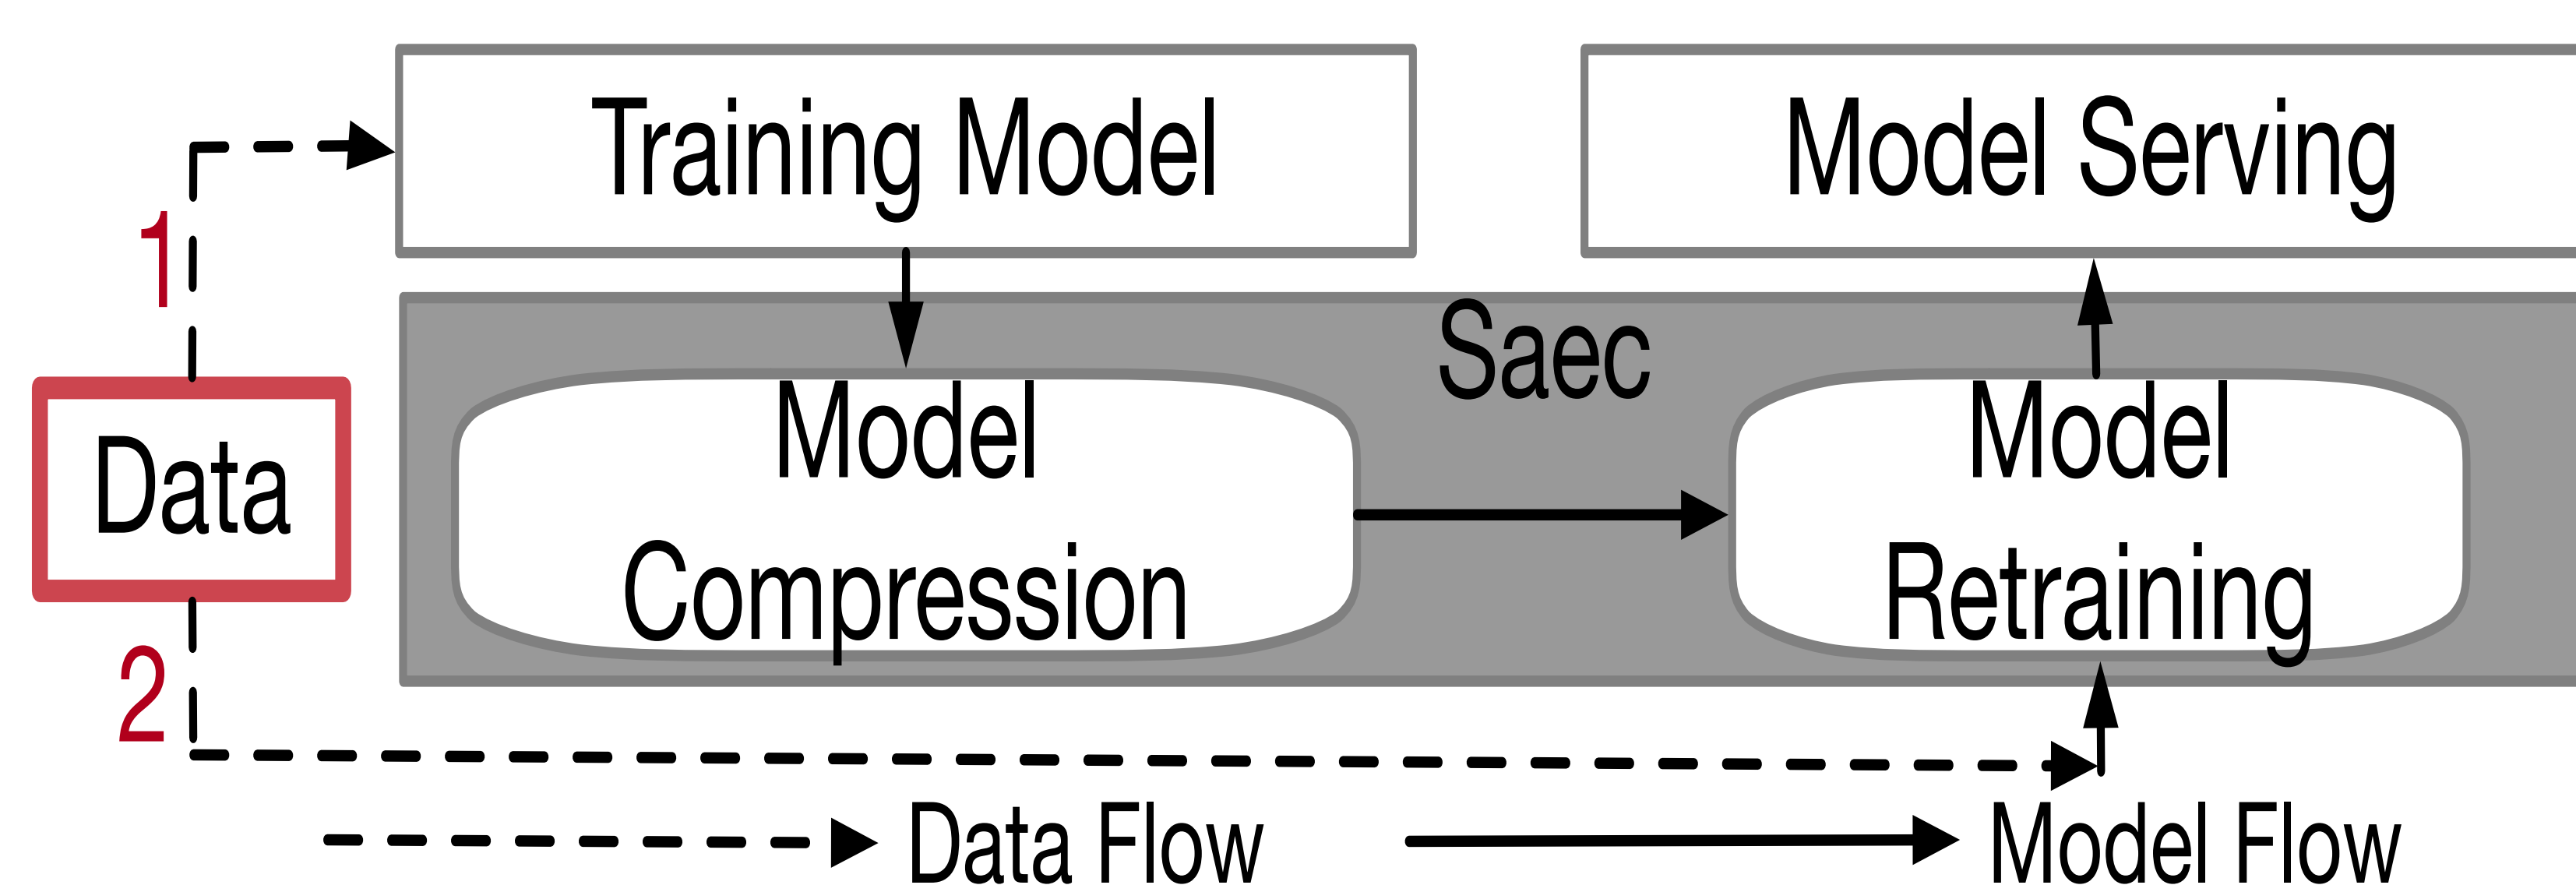 Training Model
Model Serving
1
Saec
Model
Compression
Model
Retraining
Data
2
Data Flow
Model Flow